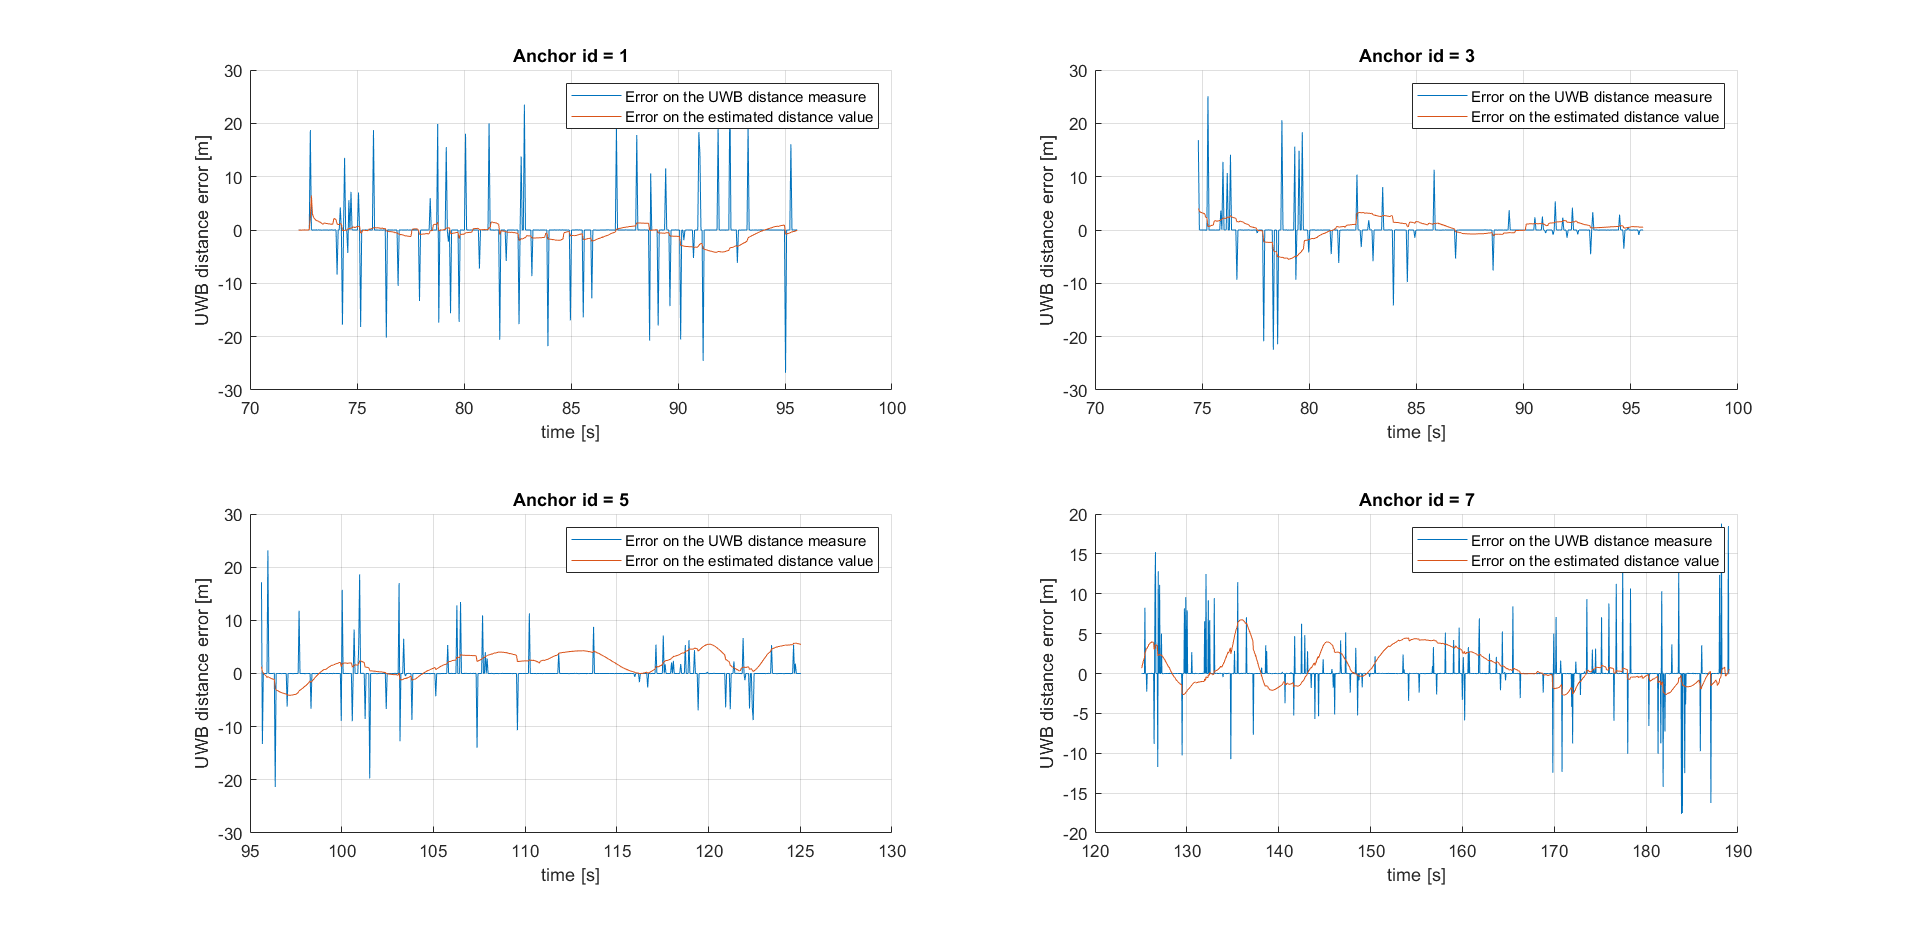 Anchor id = 1
30
20
10
0
-10
-20
-30
UWB distance error [m]
Error on the UWB distance measure
Error on the estimated distance value
70 75 80 85 90 95 100
time [s]
Anchor id = 3
30
20
10
0
-10
-20
-30
UWB distance error [m]
Error on the UWB distance measure
Error on the estimated distance value
70 75 80 85 90 95 100
time [s]
Anchor id = 5
30
20
10
0
-10
-20
-30
UWB distance error [m]
Error on the UWB distance measure
Error on the estimated distance value
95 100 105 110 115 120 125 130
time [s]
Anchor id = 7
20
15
10
5
0
-5
-10
-15
-20
UWB distance error [m]
Error on the UWB distance measure
Error on the estimated distance value
120 130 140 150 160 170 180 190
time [s]